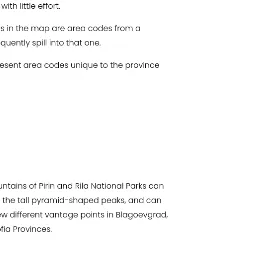 with little effort.
s in the map are area codes from a
quently spill into that one.
esent area codes unique to the province
untains of Pirin and Rila National Parks can
the tall pyramid-shaped peaks, and can
w different vantage points in Blagoevgrad,
fia Provinces.